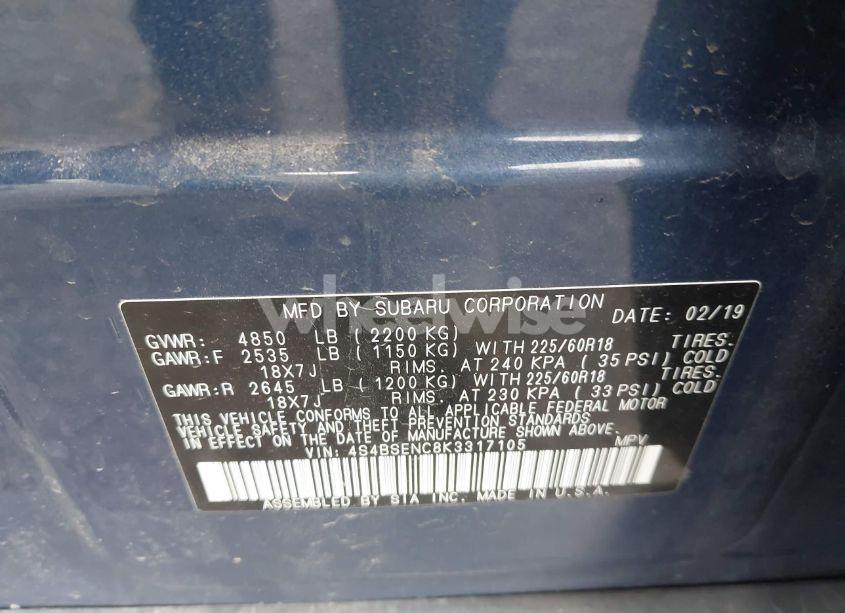 wheelwise
MFD BY SUBARU CORPORATION DATE: 02/19
GVWR: 4850 LB ( 2200 KG)
GAWR:F 2535 LB ( 1150 KG) WITH 225/60R18 TIRES.
18X7J RIMS. AT 240 KPA ( 35 PSI) COLD
GAWR:R 2645 LB ( 1200 KG) WITH 225/60R18 TIRES.
18X7J RIMS. AT 230 KPA ( 33 PSI) COLD
THIS VEHICLE CONFORMS TO ALL APPLICABLE FEDERAL MOTOR
VEHICLE SAFETY AND THEFT PREVENTION STANDARDS
IN EFFECT ON THE DATE OF MANUFACTURE SHOWN ABOVE.
VIN: 4S4BSENC8K3317105 MPV
ASSEMBLED BY SIA INC. MADE IN U.S.A.